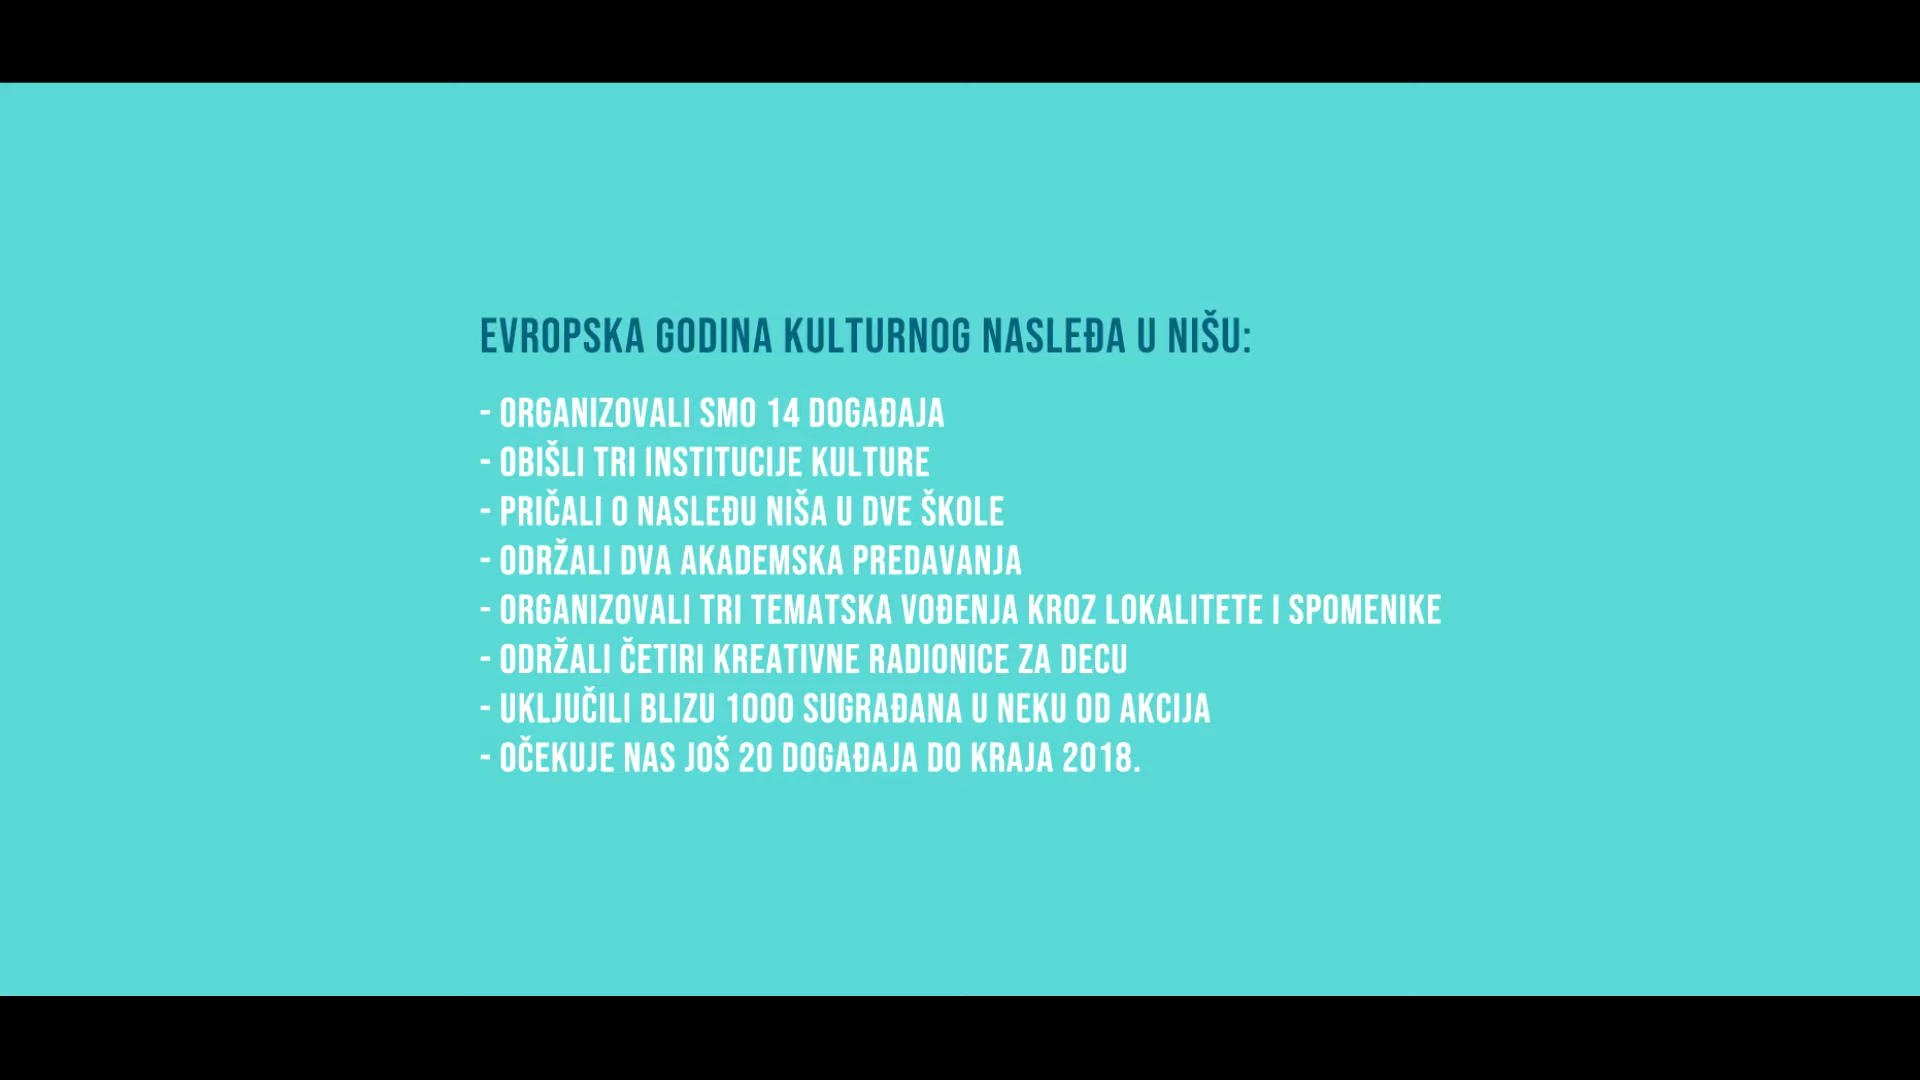 EVROPSKA GODINA KULTURNOG NASLEĐA U NIŠU:
- ORGANIZOVALI SMO 14 DOGAĐAJA
- OBIŠLI TRI INSTITUCIJE KULTURE
- PRIČALI O NASLEĐU NIŠA U DVE ŠKOLE
- ODRŽALI DVA AKADEMSKA PREDAVANJA
- ORGANIZOVALI TRI TEMATSKA VOĐENJA KROZ LOKALITETE I SPOMENIKE
- ODRŽALI ČETIRI KREATIVNE RADIONICE ZA DECU
- UKLJUČILI BLIZU 1000 SUGRAĐANA U NEKU OD AKCIJA
- OČEKUJE NAS JOŠ 20 DOGAĐAJA DO KRAJA 2018.